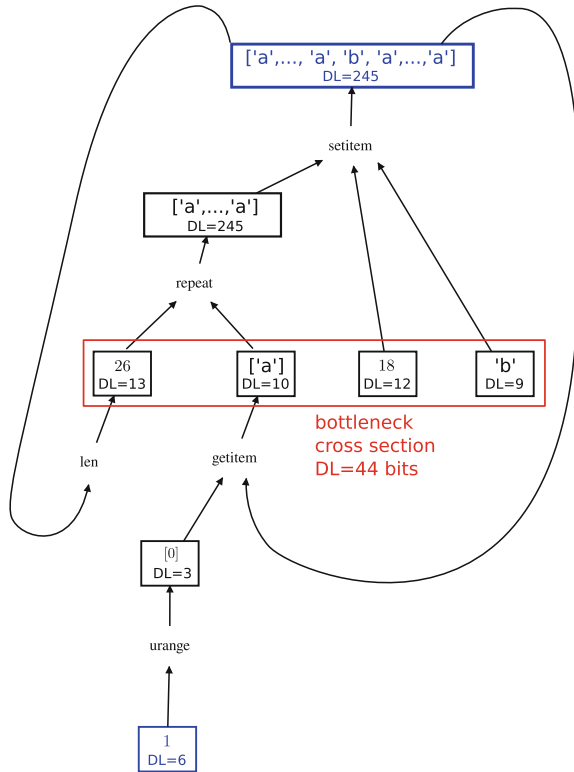 ['a',..., 'a', 'b', 'a',...,'a']
DL=245
setitem
['a',...,'a']
DL=245
repeat
26
DL=13
['a']
DL=10
18
DL=12
'b'
DL=9
bottleneck
cross section
DL=44 bits
len
getitem
[0]
DL=3
urange
1
DL=6